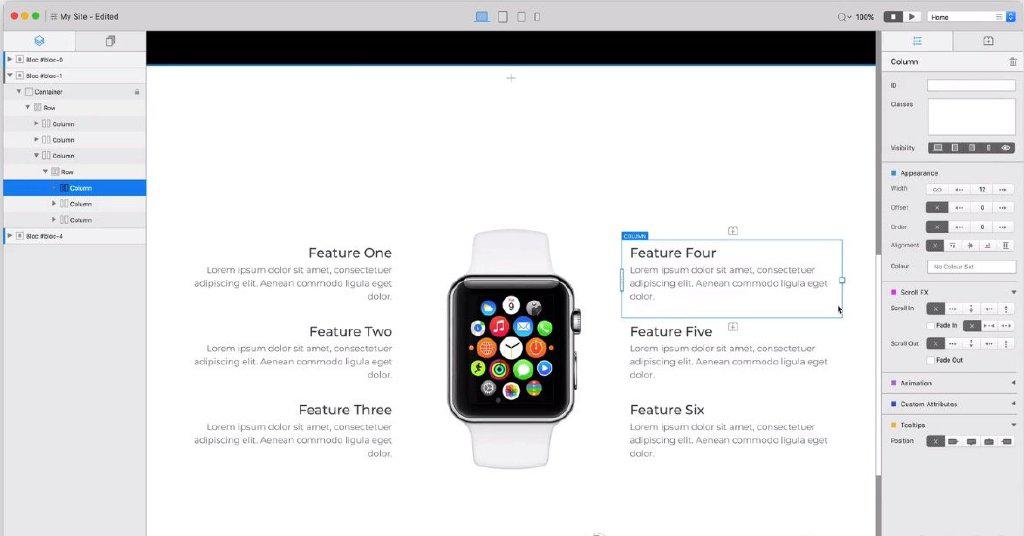 My Site - Edited
100%
Home
Bloc #bloc-0
Bloc #bloc-1
Container
Row
Column
Column
Column
Row
Column
Column
Column
Bloc #bloc-4
Feature One
Lorem ipsum dolor sit amet, consectetuer
adipiscing elit. Aenean commodo ligula eget
dolor.
Feature Two
Lorem ipsum dolor sit amet, consectetuer
adipiscing elit. Aenean commodo ligula eget
dolor.
Feature Three
Lorem ipsum dolor sit amet, consectetuer
adipiscing elit. Aenean commodo ligula eget
dolor.
9
COLUMN
Feature Four
Lorem ipsum dolor sit amet, consectetuer
adipiscing elit. Aenean commodo ligula eget
dolor.
Feature Five
Lorem ipsum dolor sit amet, consectetuer
adipiscing elit. Aenean commodo ligula eget
dolor.
Feature Six
Lorem ipsum dolor sit amet, consectetuer
adipiscing elit. Aenean commodo ligula eget
dolor.
Column
ID
Classes
Visibility
Appearance
Width 12
Offset 0
Order 0
Alignment
Colour No Colour Set
Scroll FX
Scroll In
Fade In
Scroll Out
Fade Out
Animation
Custom Attributes
Tooltips
Position